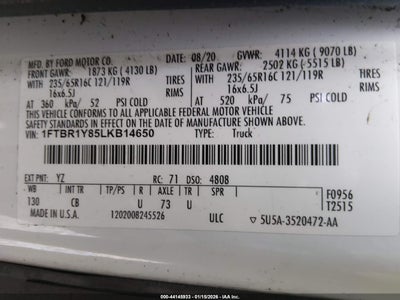 MFD. BY FORD MOTOR CO. 08/20 GVWR: 4114 KG ( 9070 LB)
FRONT GAWR: 1873 KG ( 4130 LB) REAR GAWR: 2502 KG ( 5515 LB)
235/65R16C 121/119R TIRES 235/65R16C 121/119R TIRES
16x6.5J RIMS 16x6.5J RIMS
AT 360 kPa/ 52 PSI COLD AT 520 kPa/ 75 PSI COLD
THIS VEHICLE CONFORMS TO ALL APPLICABLE FEDERAL MOTOR VEHICLE
SAFETY STANDARDS IN EFFECT ON THE DATE OF MANUFACTURE SHOWN ABOVE.
VIN: 1FTBR1Y85LKB14650 TYPE: Truck
EXT PNT: YZ RC: 71 DSO: 4808
WB INT TR TP/PS R AXLE TR SPR F0956
130 CB U 73 U T2515
MADE IN U.S.A. 1202008245526 ULC 5U5A-3520472-AA
Stock #: 44145933 01/15/2026 IAA Inc.